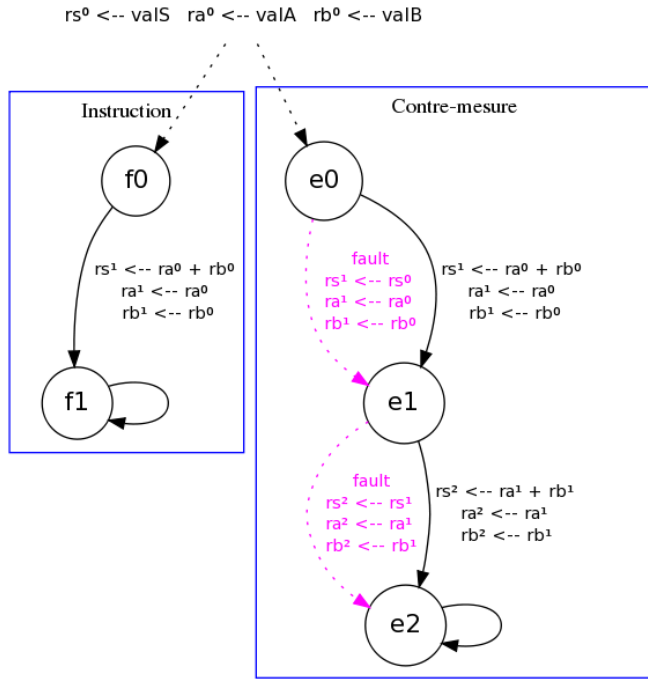 rs⁰ <-- valS   ra⁰ <-- valA   rb⁰ <-- valB
Instruction
f0
rs¹ <-- ra⁰ + rb⁰
ra¹ <-- ra⁰
rb¹ <-- rb⁰
f1
Contre-mesure
e0
fault
rs¹ <-- rs⁰
ra¹ <-- ra⁰
rb¹ <-- rb⁰
rs¹ <-- ra⁰ + rb⁰
ra¹ <-- ra⁰
rb¹ <-- rb⁰
e1
fault
rs² <-- rs¹
ra² <-- ra¹
rb² <-- rb¹
rs² <-- ra¹ + rb¹
ra² <-- ra¹
rb² <-- rb¹
e2